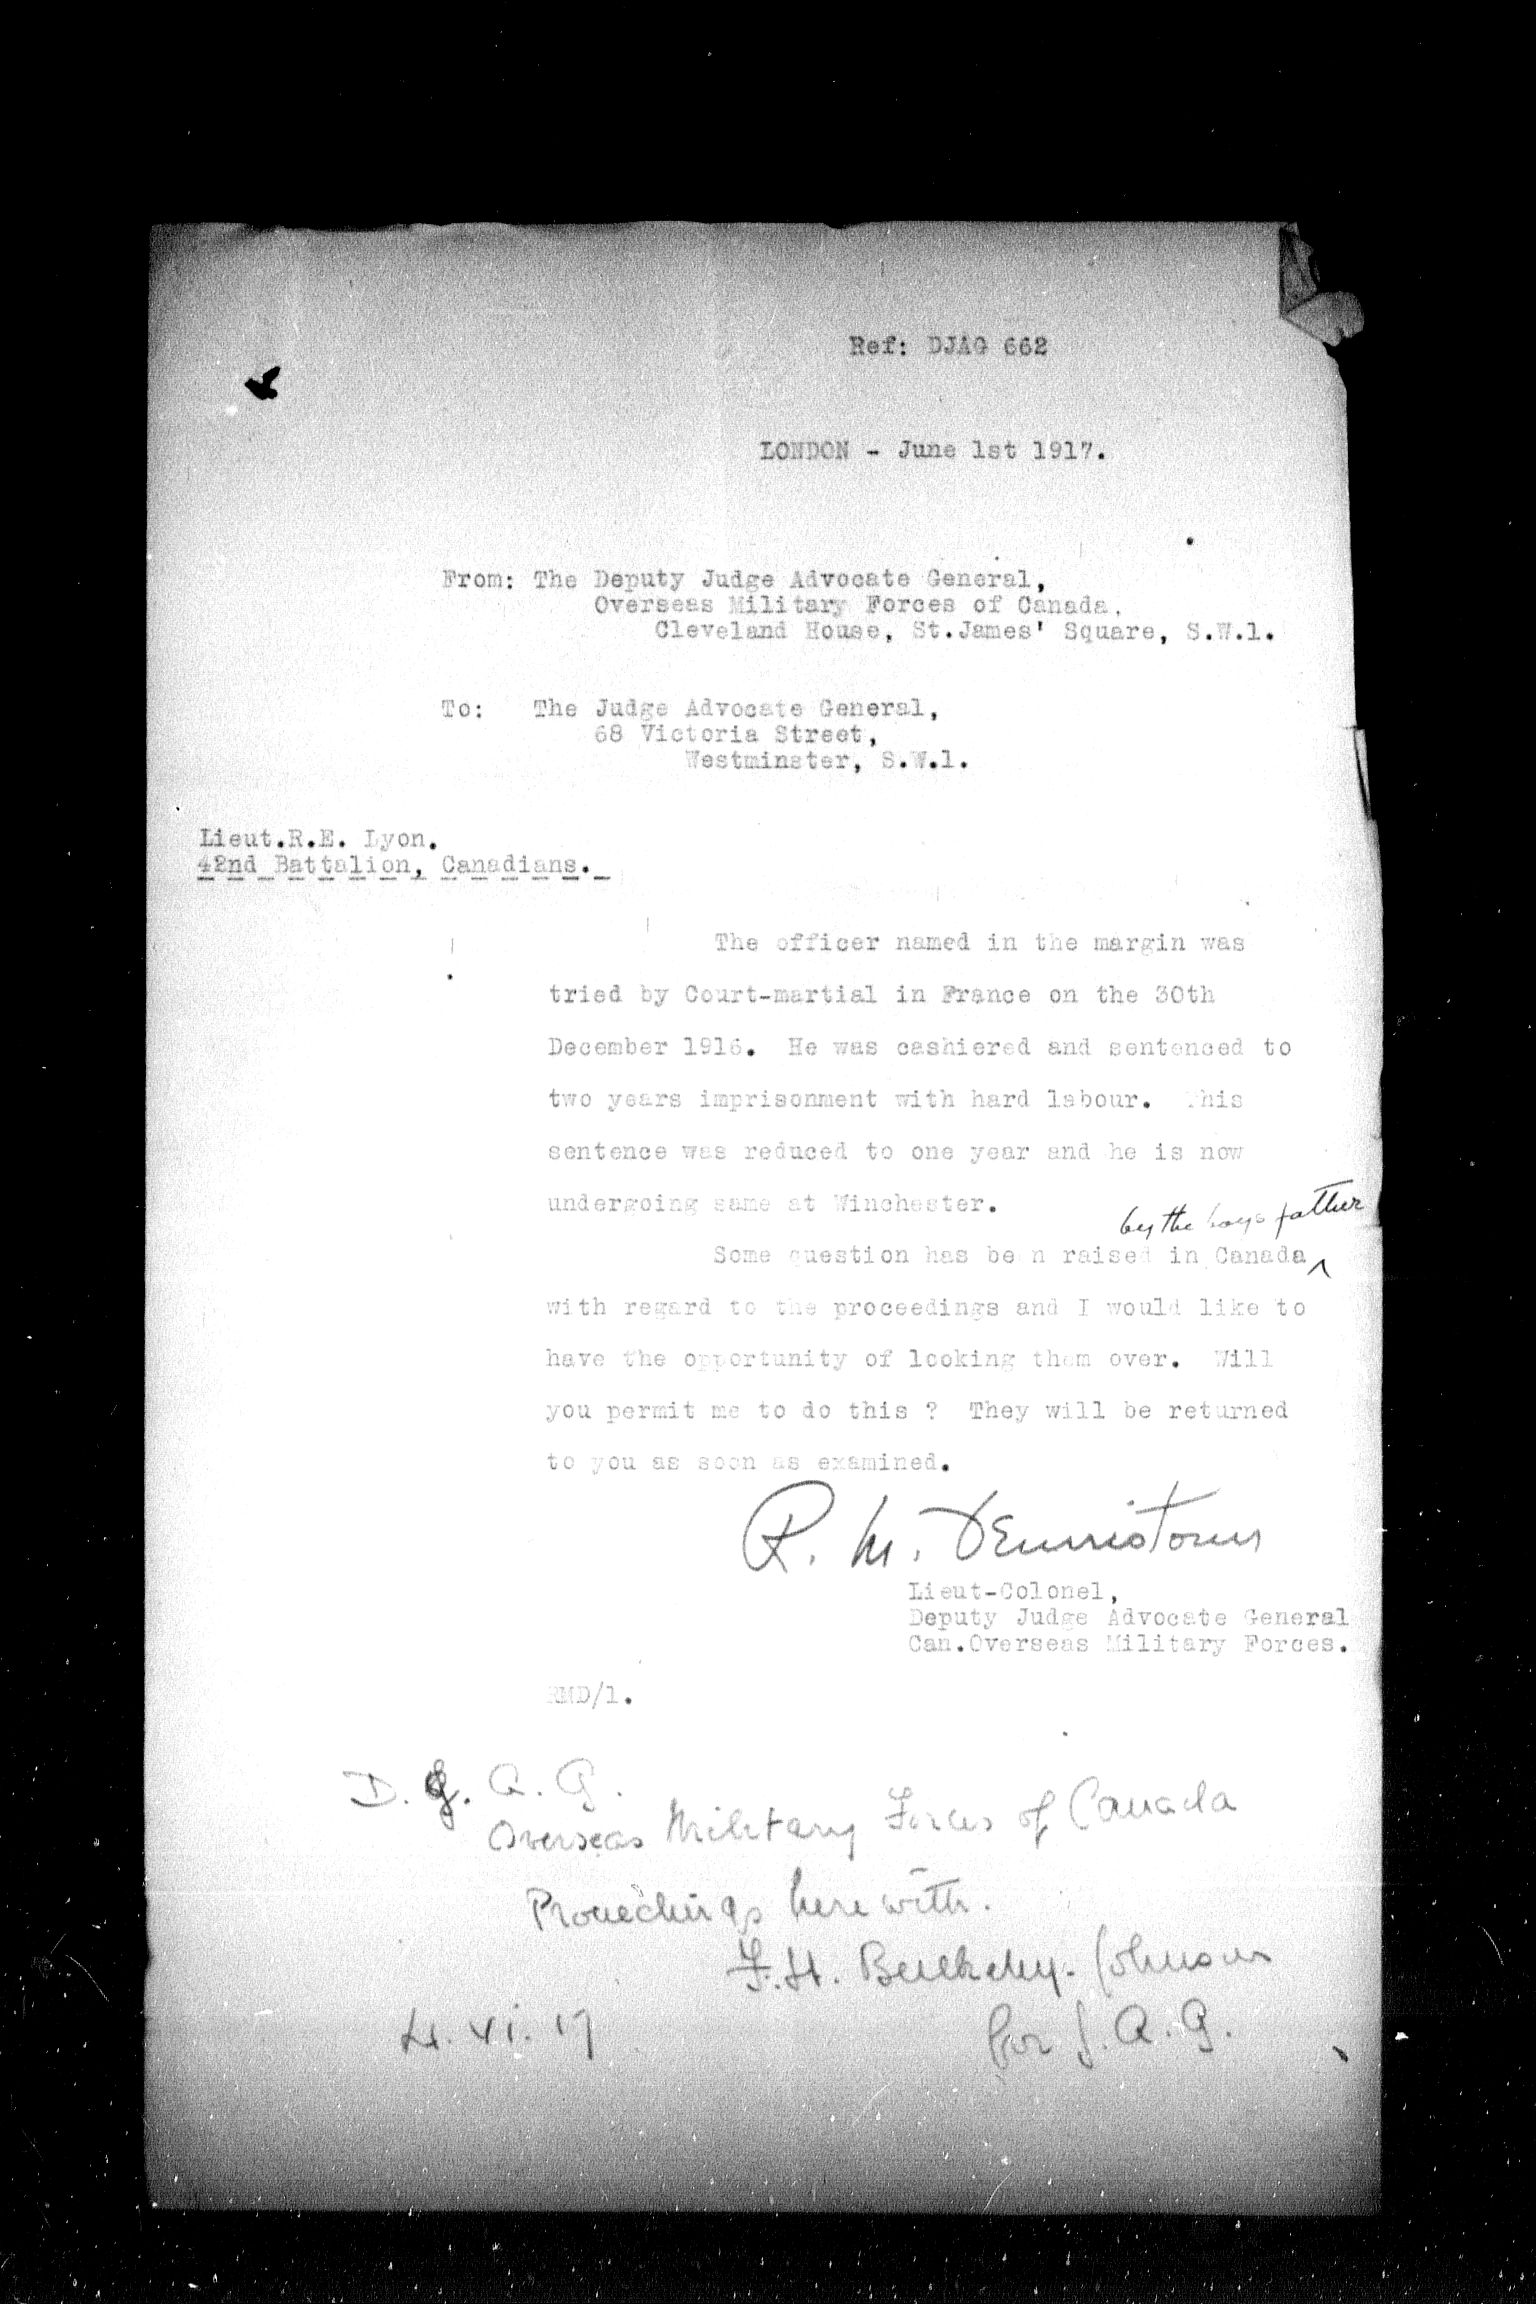 Ref: DJAG 662
LONDON - June 1st 1917.
From: The Deputy Judge Advocate General,
Overseas Military Forces of Canada,
Cleveland House, St.James' Square, S.W.1.
To: The Judge Advocate General,
68 Victoria Street,
Westminster, S.W.1.
Lieut.R.E. Lyon.
42nd Battalion, Canadians.
The officer named in the margin was
tried by Court-martial in France on the 30th
December 1916. He was cashiered and sentenced to
two years imprisonment with hard labour. This
sentence was reduced to one year and he is now
undergoing same at Winchester.
by the boys father
Some question has been raised in Canada ^
with regard to the proceedings and I would like to
have the opportunity of looking them over. Will
you permit me to do this ? They will be returned
to you as soon as examined.
R. M. Dennistoun
Lieut-Colonel,
Deputy Judge Advocate General
Can.Overseas Military Forces.
RMD/1.
D. J. A. G.
Overseas Military Forces of Canada
Proceedings herewith.
F. H. Berkeley. Johnson
4. vi. 17
for J. A. G.